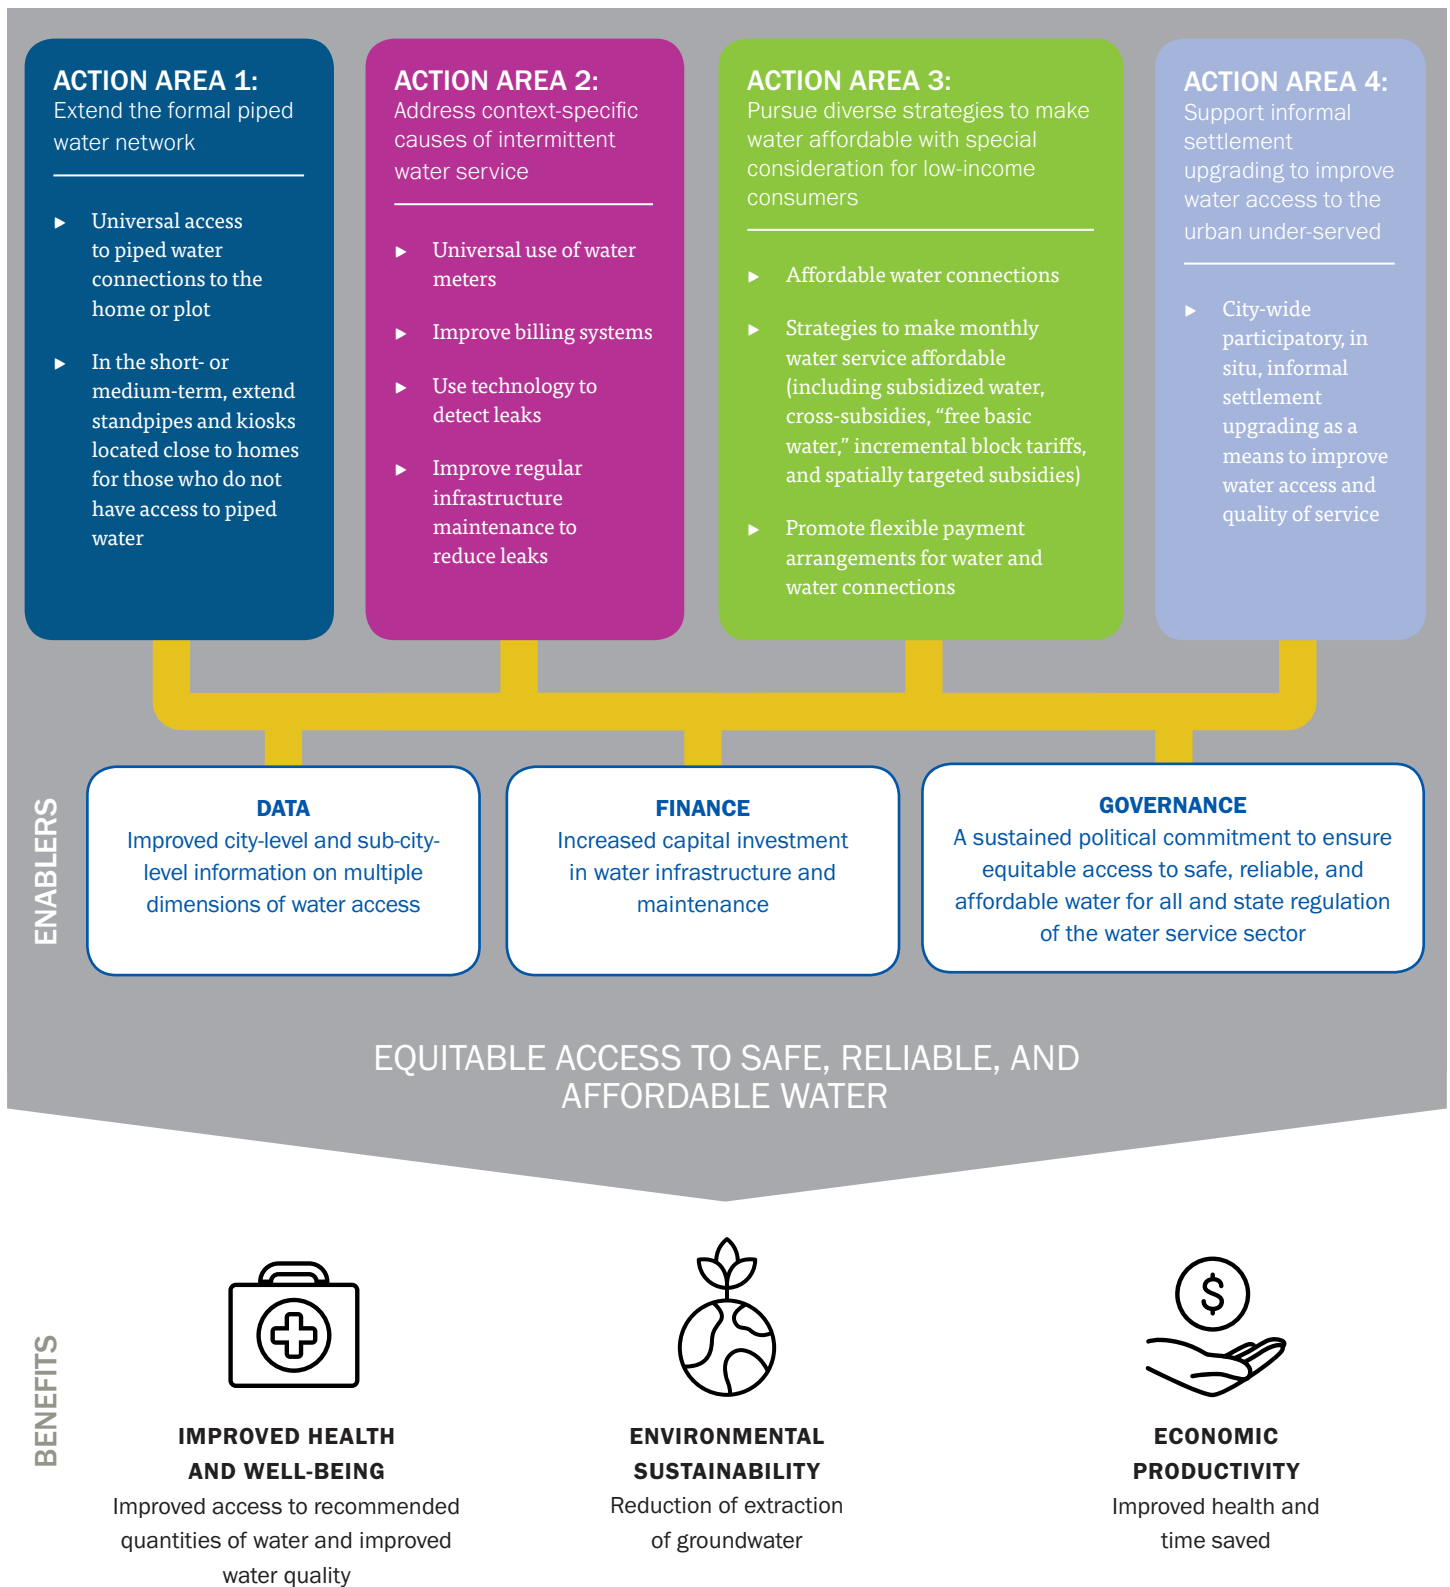 ACTION AREA 1:
Extend the formal piped
water network
► Universal access
to piped water
connections to the
home or plot
► In the short- or
medium-term, extend
standpipes and kiosks
located close to homes
for those who do not
have access to piped
water
ACTION AREA 2:
Address context-specific
causes of intermittent
water service
► Universal use of water
meters
► Improve billing systems
► Use technology to
detect leaks
► Improve regular
infrastructure
maintenance to
reduce leaks
ACTION AREA 3:
Pursue diverse strategies to make
water affordable with special
consideration for low-income
consumers
► Affordable water connections
► Strategies to make monthly
water service affordable
(including subsidized water,
cross-subsidies, “free basic
water,” incremental block tariffs,
and spatially targeted subsidies)
► Promote flexible payment
arrangements for water and
water connections
ACTION AREA 4:
Support informal
settlement
upgrading to improve
water access to the
urban under-served
► City-wide
participatory, in
situ, informal
settlement
upgrading as a
means to improve
water access and
quality of service
ENABLERS
DATA
Improved city-level and sub-city-
level information on multiple
dimensions of water access
FINANCE
Increased capital investment
in water infrastructure and
maintenance
GOVERNANCE
A sustained political commitment to ensure
equitable access to safe, reliable, and
affordable water for all and state regulation
of the water service sector
EQUITABLE ACCESS TO SAFE, RELIABLE, AND
AFFORDABLE WATER
BENEFITS
IMPROVED HEALTH
AND WELL-BEING
Improved access to recommended
quantities of water and improved
water quality
ENVIRONMENTAL
SUSTAINABILITY
Reduction of extraction
of groundwater
$
ECONOMIC
PRODUCTIVITY
Improved health and
time saved